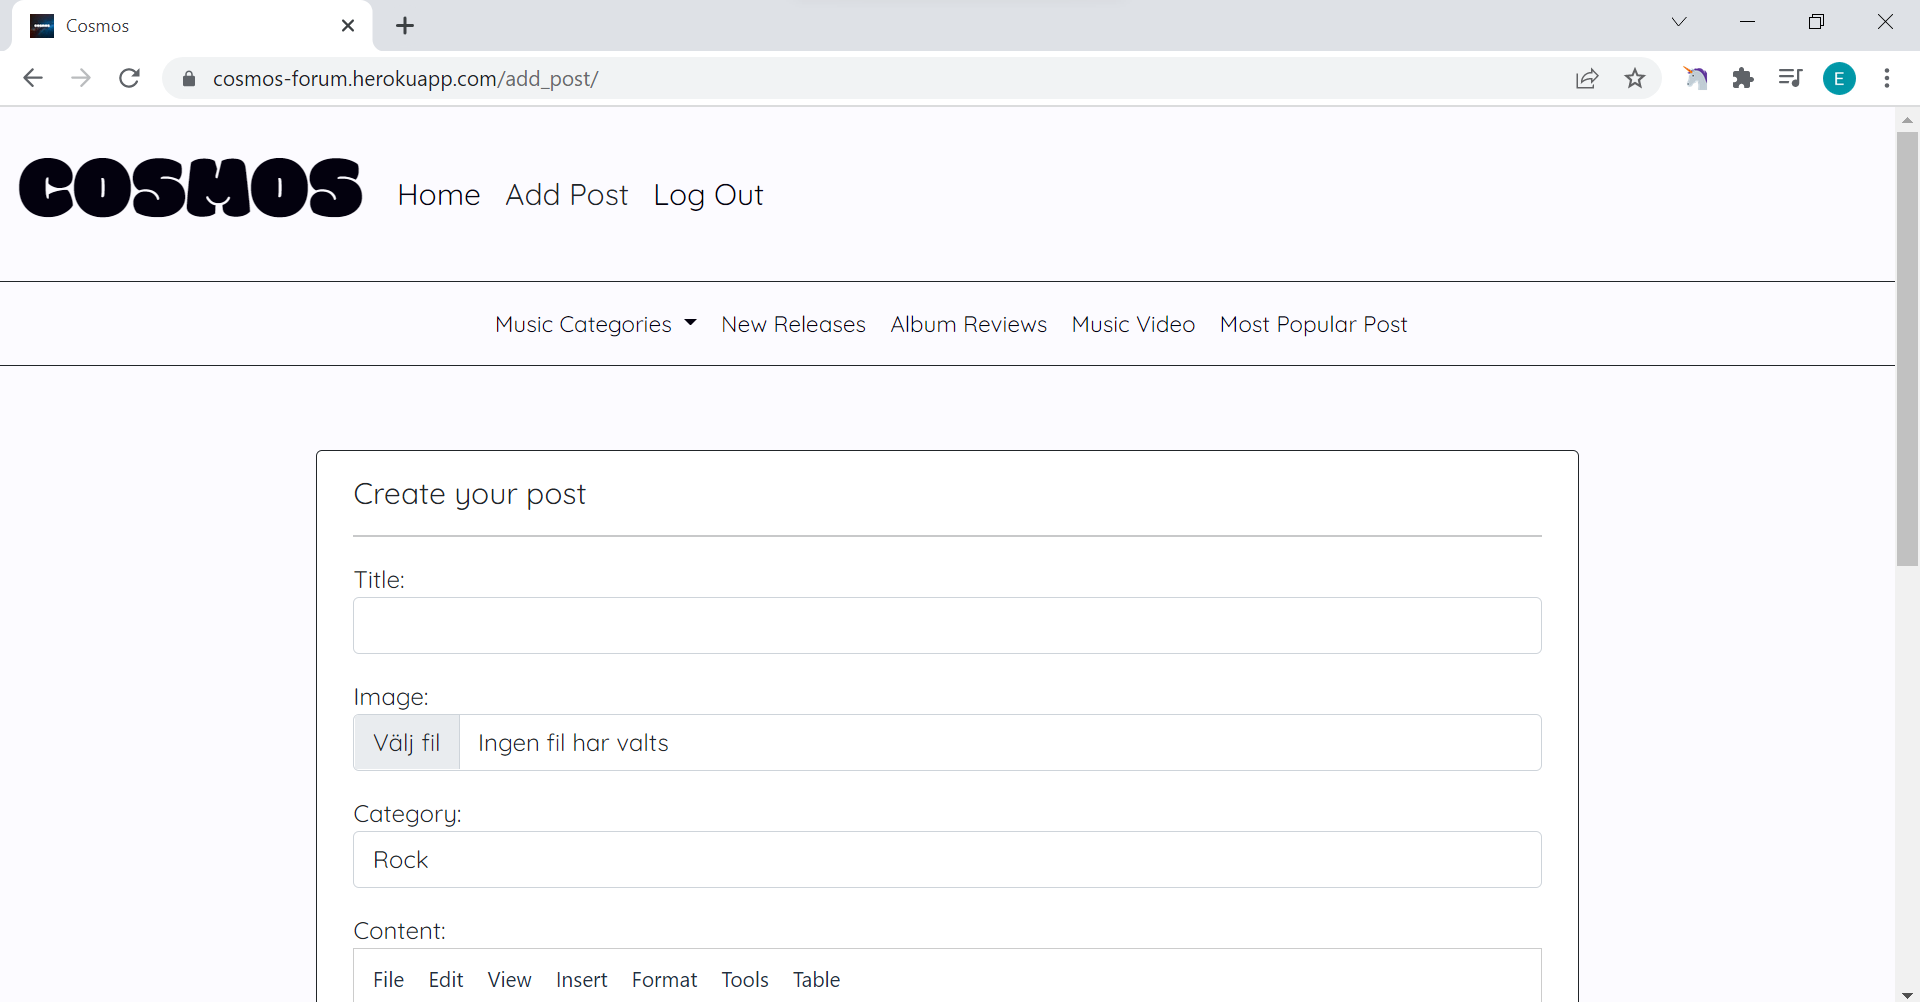 Cosmos
cosmos-forum.herokuapp.com/add_post/
E
COSMOS Home Add Post Log Out
Music Categories New Releases Album Reviews Music Video Most Popular Post
Create your post
Title:
Image:
Välj fil Ingen fil har valts
Category:
Rock
Content:
File Edit View Insert Format Tools Table